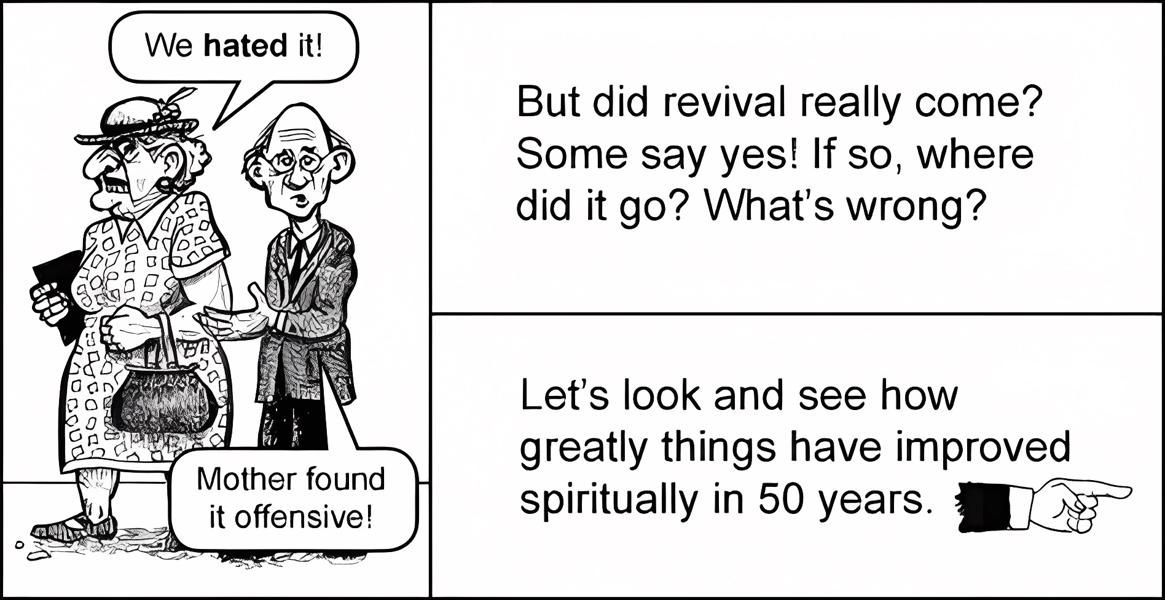 We hated it!
Mother found
it offensive!
But did revival really come?
Some say yes! If so, where
did it go? What's wrong?
Let's look and see how
greatly things have improved
spiritually in 50 years.